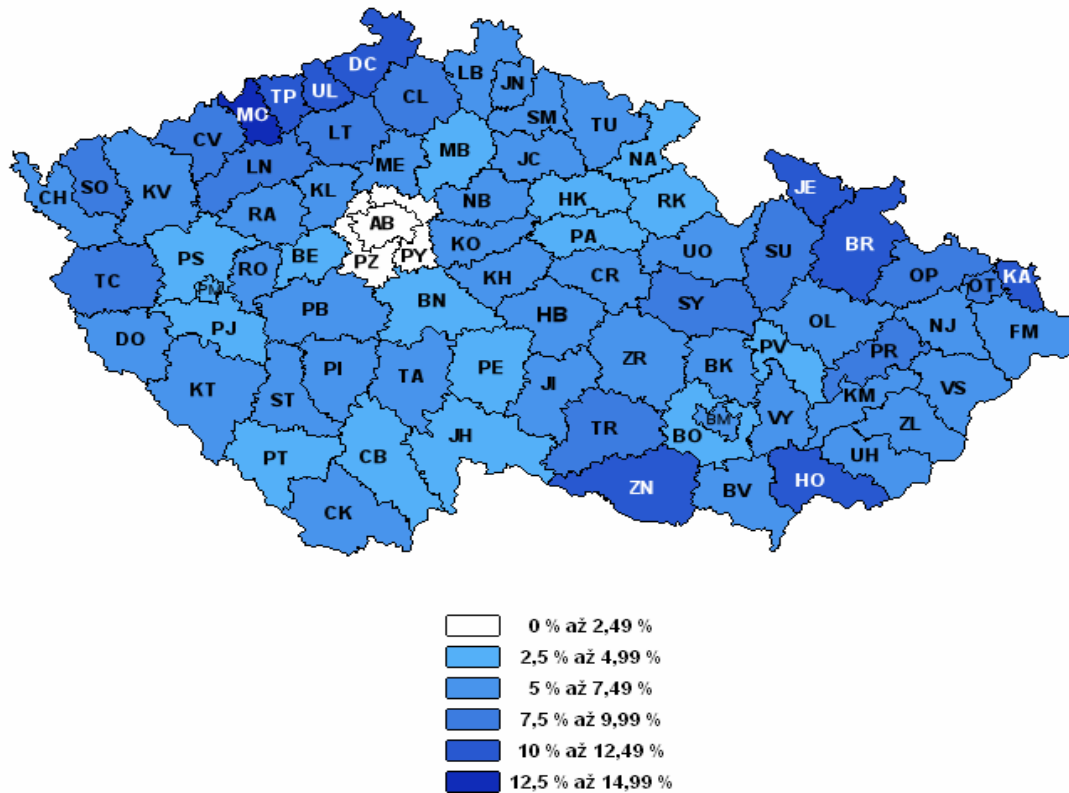 DC
LB
JN
TP
UL
CL
MO
SM
TU
CV
LT
MB
NA
LN
ME
JC
CH
SO
KV
KL
RA
NB
HK
RK
JE
AB
PA
PS
RO
BE
PZ
PY
KO
UO
SU
BR
TC
PM
KH
CR
OP
OT
KA
PB
BN
SY
DO
PJ
HB
OL
NJ
FM
KT
ST
PI
TA
PE
JI
ZR
BK
PV
PR
KM
VS
PT
CB
JH
TR
BO
BM
VY
ZL
UH
CK
ZN
BV
HO
0 % až 2,49 %
2,5 % až 4,99 %
5 % až 7,49 %
7,5 % až 9,99 %
10 % až 12,49 %
12,5 % až 14,99 %